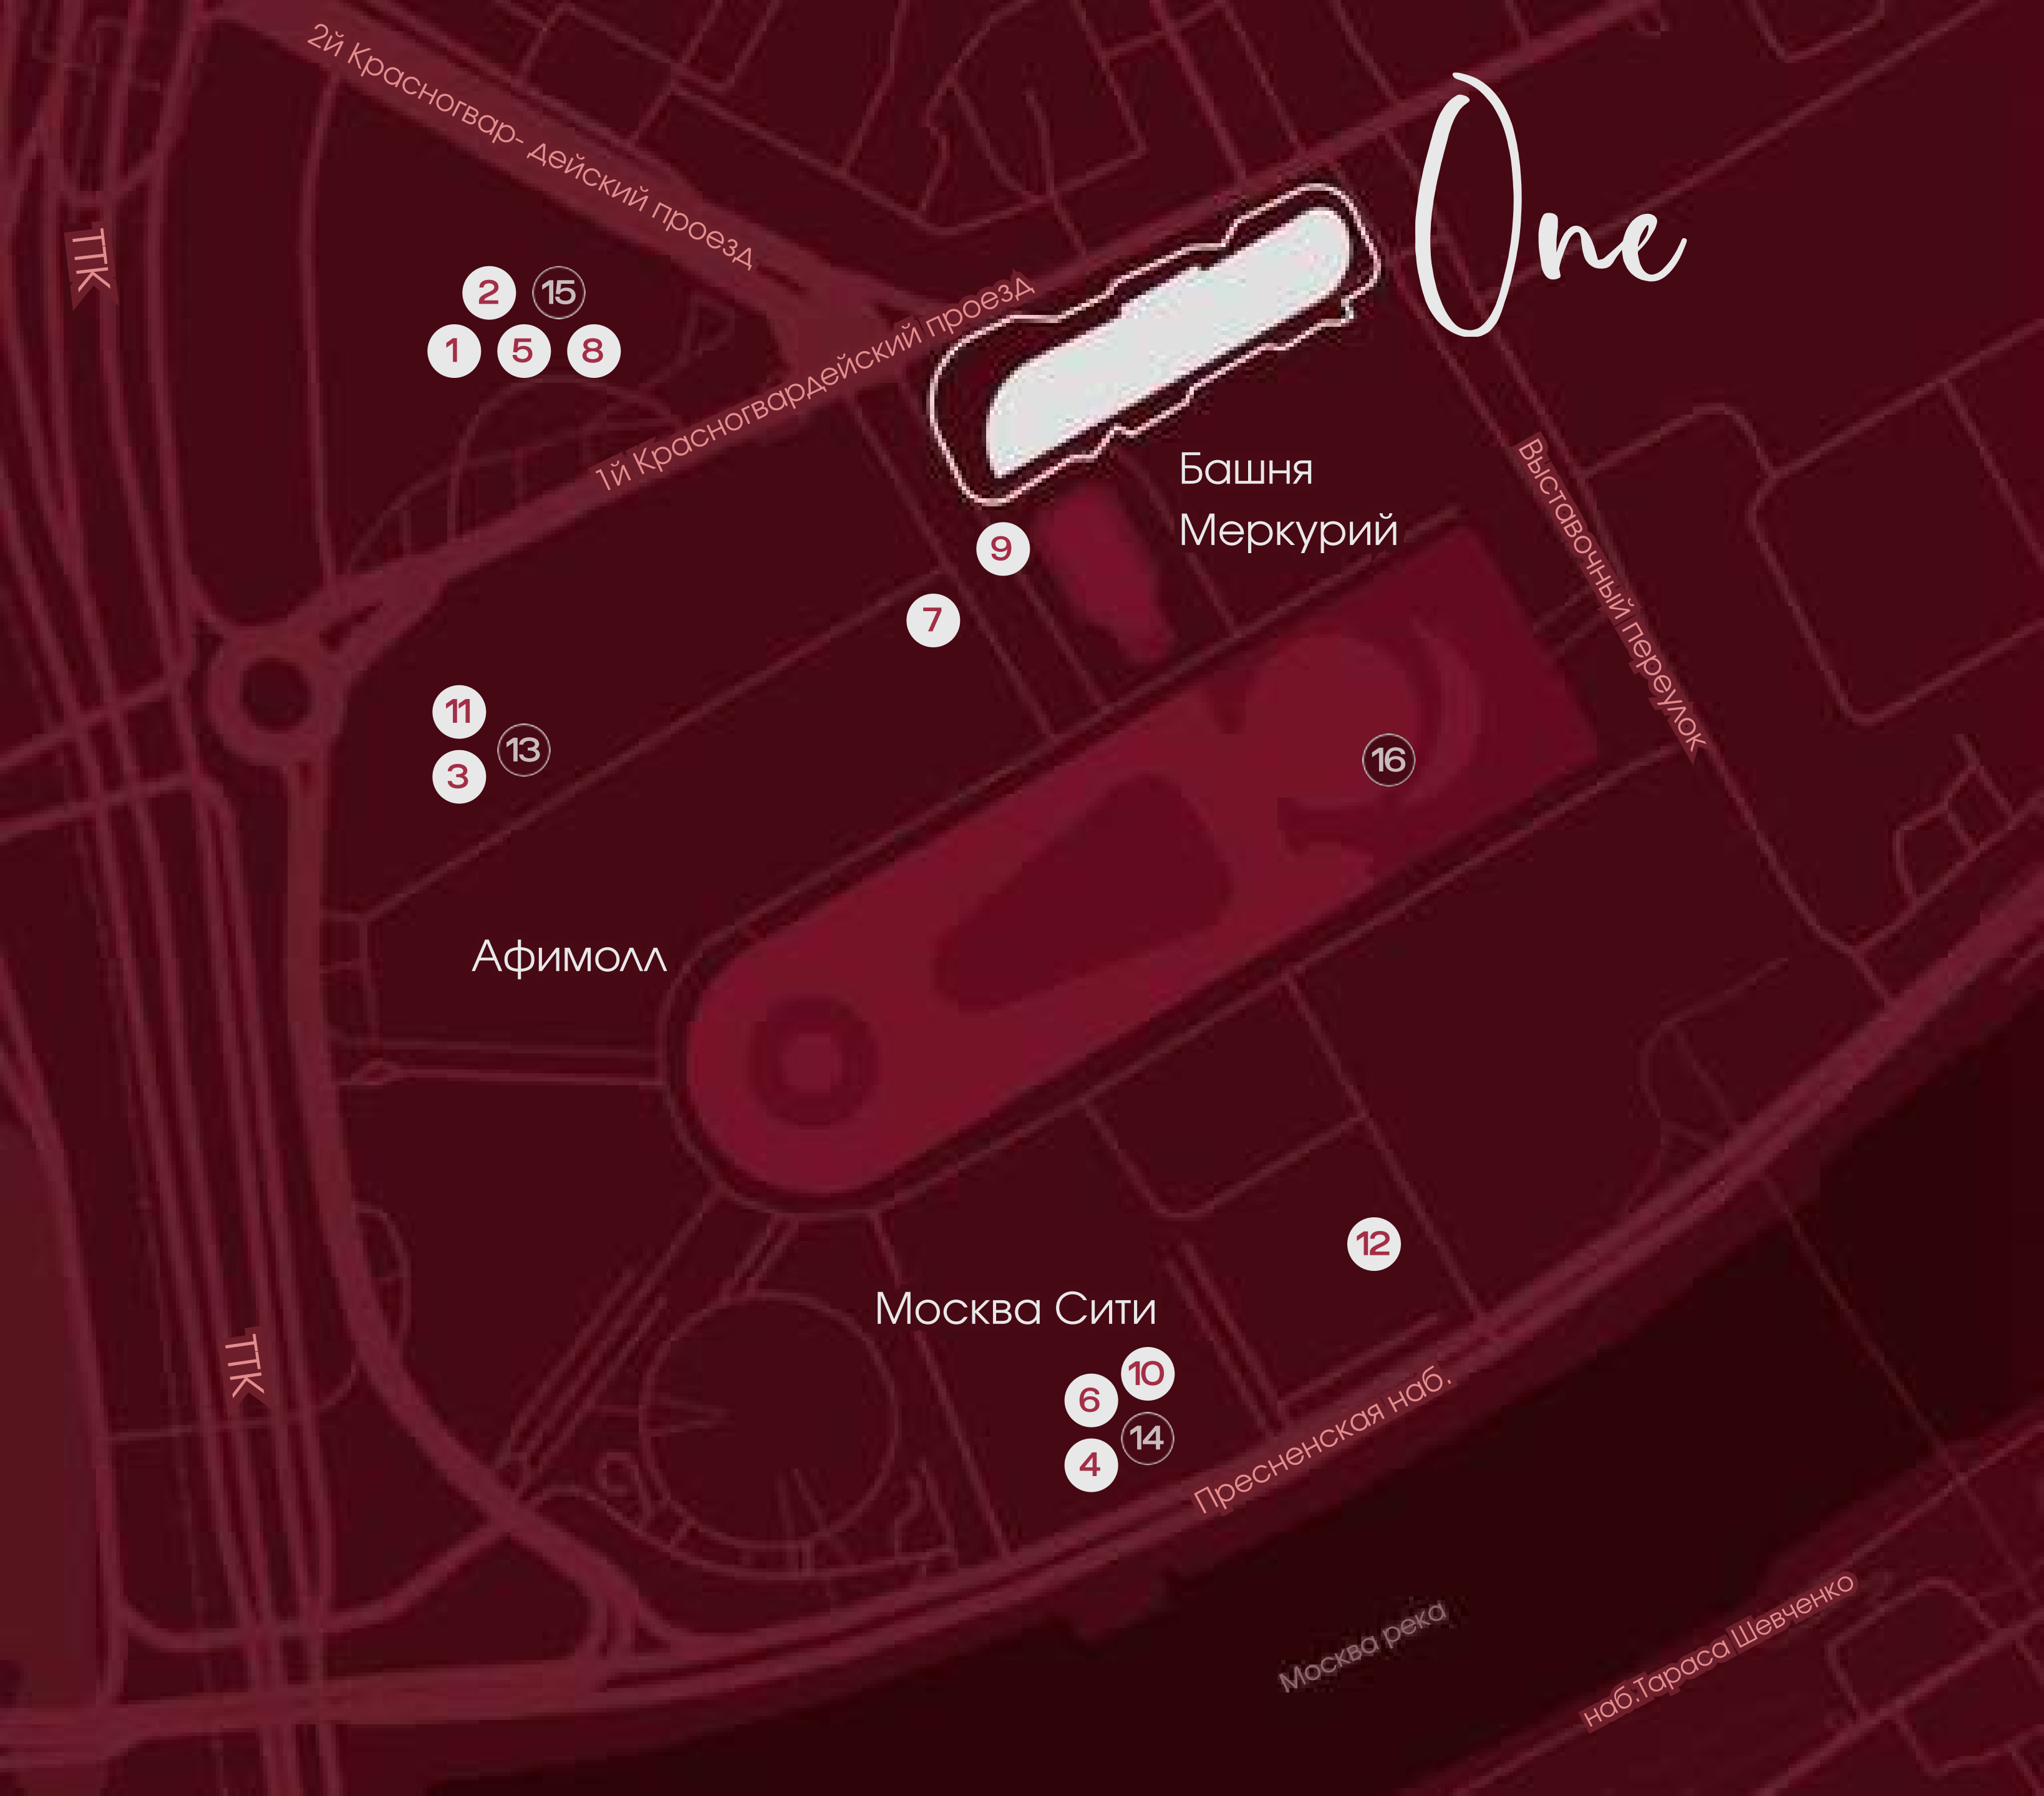 2й Красногвар- дейский проезд
One
ТТК
2
15
1
5
8
1й Красногвардейский проезд
Башня
Меркурий
Выставочный переулок
9
7
11
13
3
16
Афимолл
12
Москва Сити
ТТК
10
6
14
4
Пресненская наб.
Москва река
наб.Тараса Шевченко